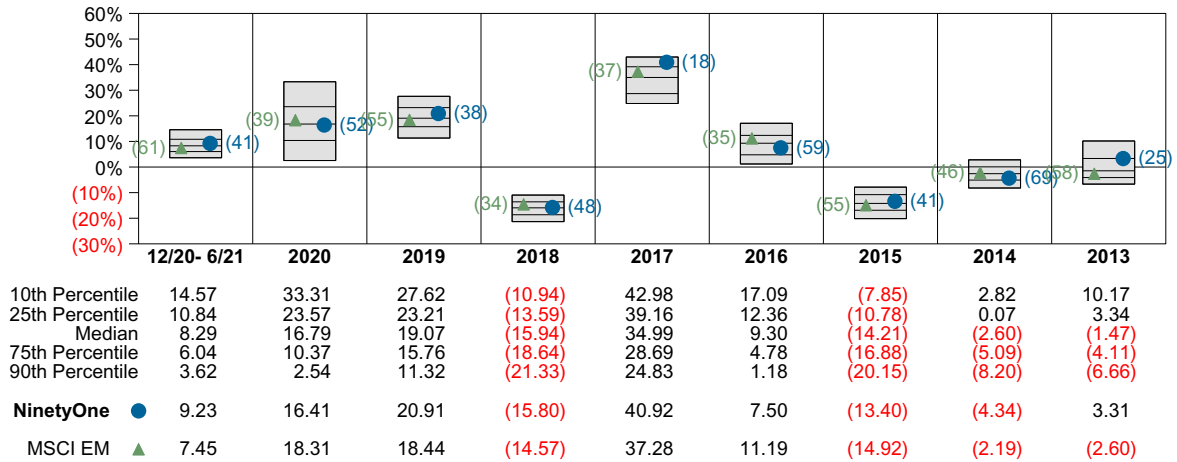 60%
50%
40%
30%
20%
10%
0%
(10%)
(20%)
(30%)
(61) (41) (39) (52) (55) (38) (34) (48) (37) (18) (35) (59) (55) (41) (46) (69) (58) (25)
12/20- 6/21 2020 2019 2018 2017 2016 2015 2014 2013
10th Percentile 14.57 33.31 27.62 (10.94) 42.98 17.09 (7.85) 2.82 10.17
25th Percentile 10.84 23.57 23.21 (13.59) 39.16 12.36 (10.78) 0.07 3.34
Median 8.29 16.79 19.07 (15.94) 34.99 9.30 (14.21) (2.60) (1.47)
75th Percentile 6.04 10.37 15.76 (18.64) 28.69 4.78 (16.88) (5.09) (4.11)
90th Percentile 3.62 2.54 11.32 (21.33) 24.83 1.18 (20.15) (8.20) (6.66)
NinetyOne 9.23 16.41 20.91 (15.80) 40.92 7.50 (13.40) (4.34) 3.31
MSCI EM 7.45 18.31 18.44 (14.57) 37.28 11.19 (14.92) (2.19) (2.60)